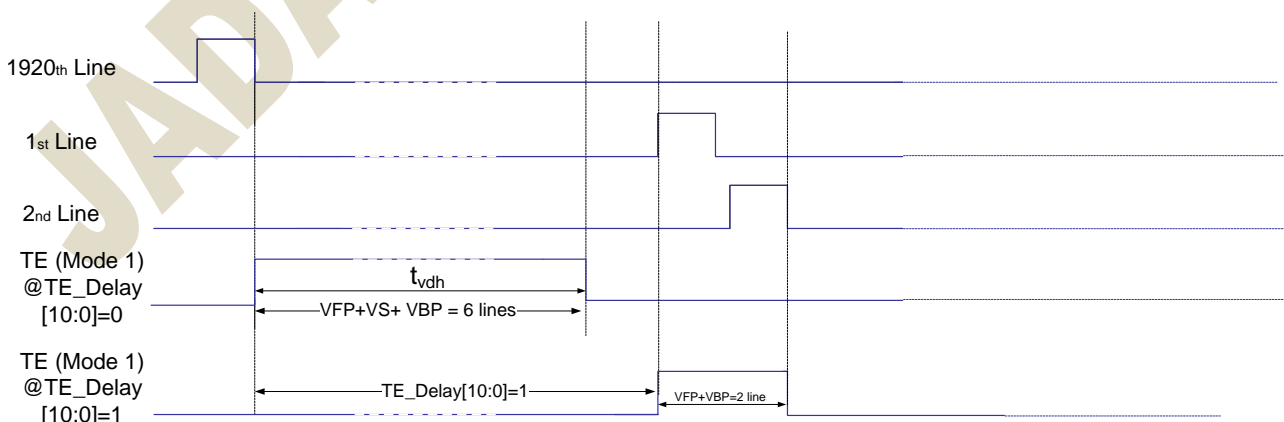 JADA
1920th Line
1st Line
2nd Line
TE (Mode 1)
@TE_Delay
[10:0]=0
tvdh
VFP+VS+ VBP = 6 lines
TE (Mode 1)
@TE_Delay
[10:0]=1
TE_Delay[10:0]=1
VFP+VBP=2 line